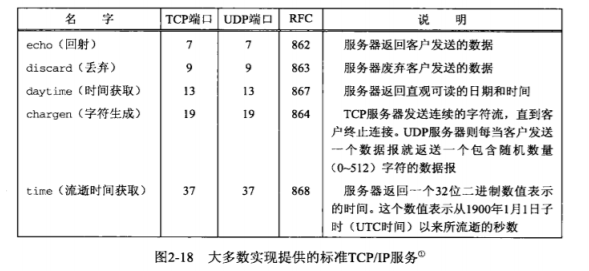 名 字 TCP端口 UDP端口 RFC 说 明
echo（回射） 7 7 862 服务器返回客户发送的数据
discard（丢弃） 9 9 863 服务器废弃客户发送的数据
daytime（时间获取） 13 13 867 服务器返回直观可读的日期和时间
chargen（字符生成） 19 19 864 TCP服务器发送连续的字符流，直到客
户终止连接。UDP服务器则每当客户发送
一个数据报就返送一个包含随机数量
（0~512）字符的数据报
time（流逝时间获取） 37 37 868 服务器返回一个32位二进制数值表示
的时间。这个数值表示从1900年1月1日子
时（UTC时间）以来所流逝的秒数
图2-18 大多数实现提供的标准TCP/IP服务①